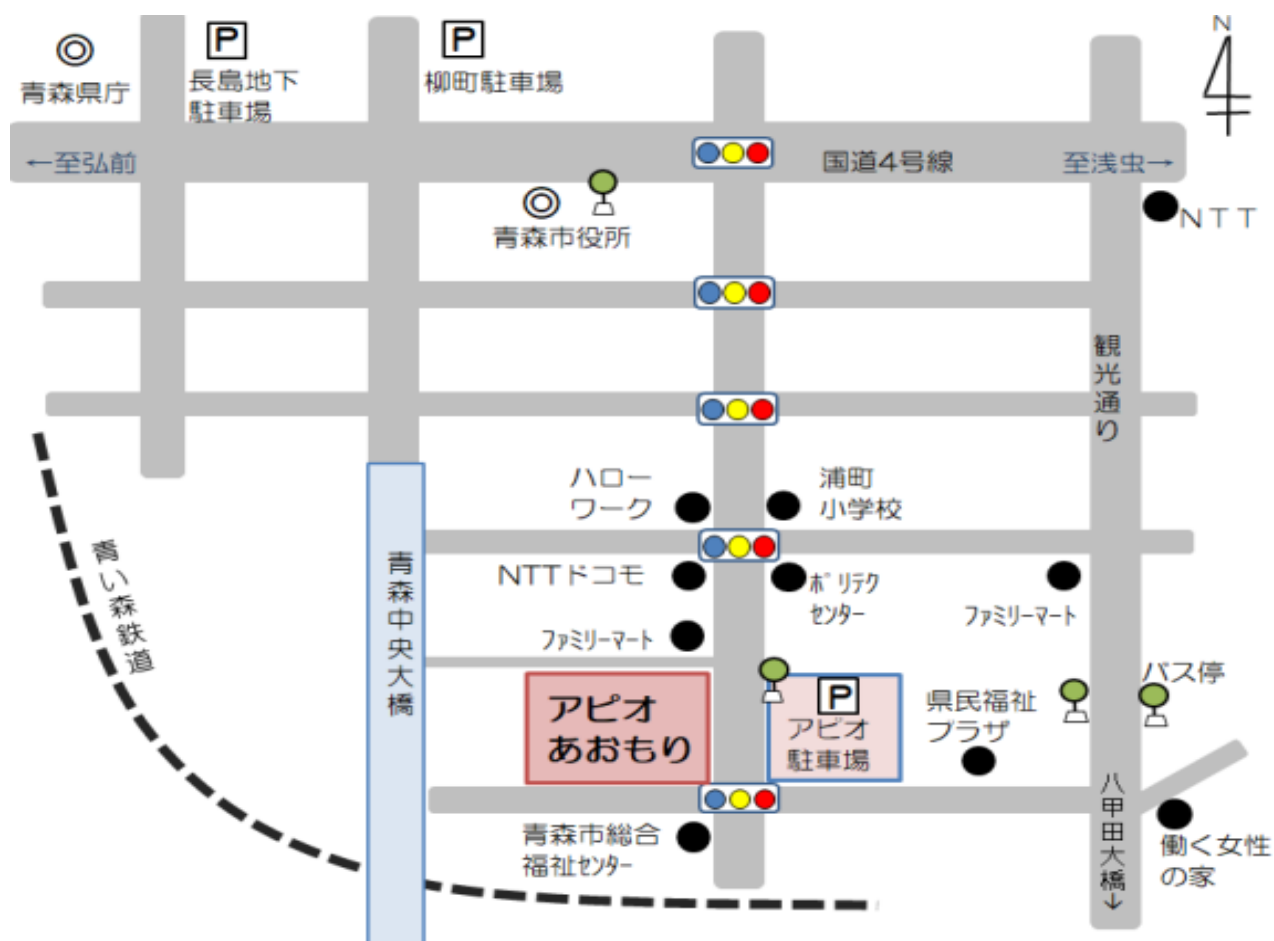 N
P
P
青森県庁
長島地下
駐車場
柳町駐車場
←至弘前
国道4号線
至浅虫→
青森市役所
NTT
観光通り
ハロー
ワーク
浦町
小学校
青い森鉄道
青森中央大橋
NTTドコモ
ポリテク
センター
ファミリーマート
ファミリーマート
アピオ
あおもり
P
アピオ
駐車場
県民福祉
プラザ
バス停
八甲田大橋↓
青森市総合
福祉センター
働く女性
の家